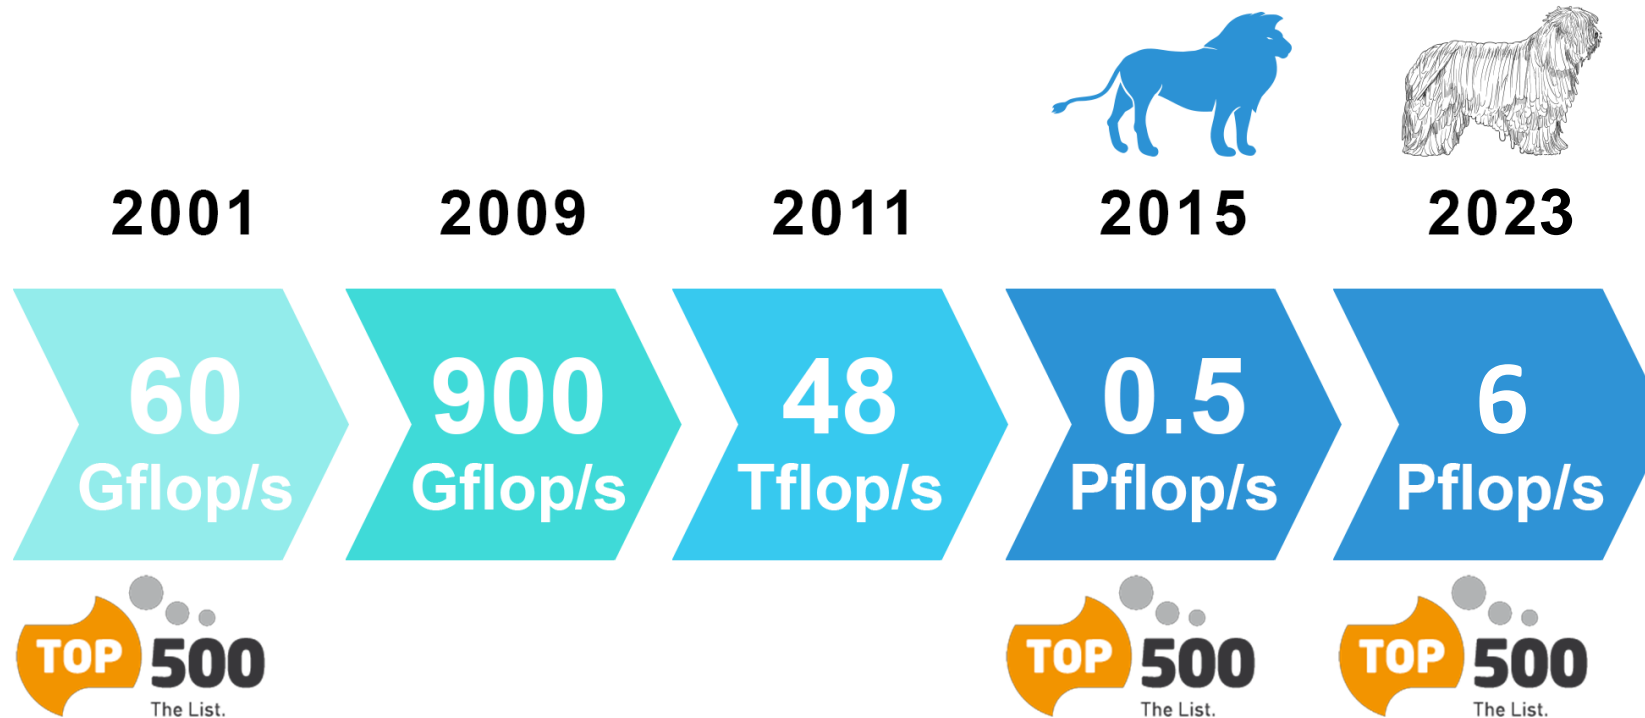 2001 2009 2011 2015 2023
60 900 48 0.5 6
Gflop/s Gflop/s Tflop/s Pflop/s Pflop/s
TOP 500 TOP 500 TOP 500
The List. The List. The List.